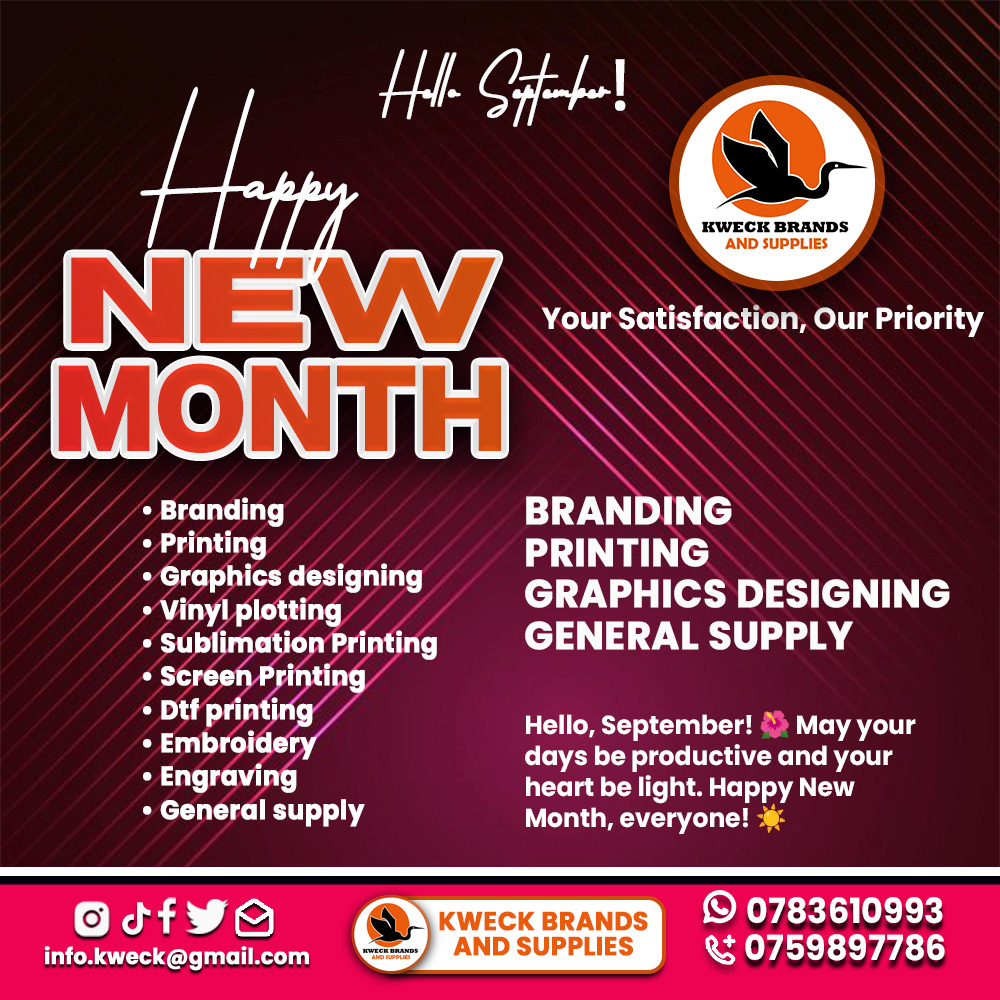 Hello September!
Happy
NEW
MONTH
KWECK BRANDS
AND SUPPLIES
Your Satisfaction, Our Priority
• Branding
• Printing
• Graphics designing
• Vinyl plotting
• Sublimation Printing
• Screen Printing
• Dtf printing
• Embroidery
• Engraving
• General supply
BRANDING
PRINTING
GRAPHICS DESIGNING
GENERAL SUPPLY
Hello, September! 🌺 May your
days be productive and your
heart be light. Happy New
Month, everyone! ☀️
info.kweck@gmail.com
KWECK BRANDS
AND SUPPLIES
KWECK BRANDS
AND SUPPLIES
0783610993
0759897786